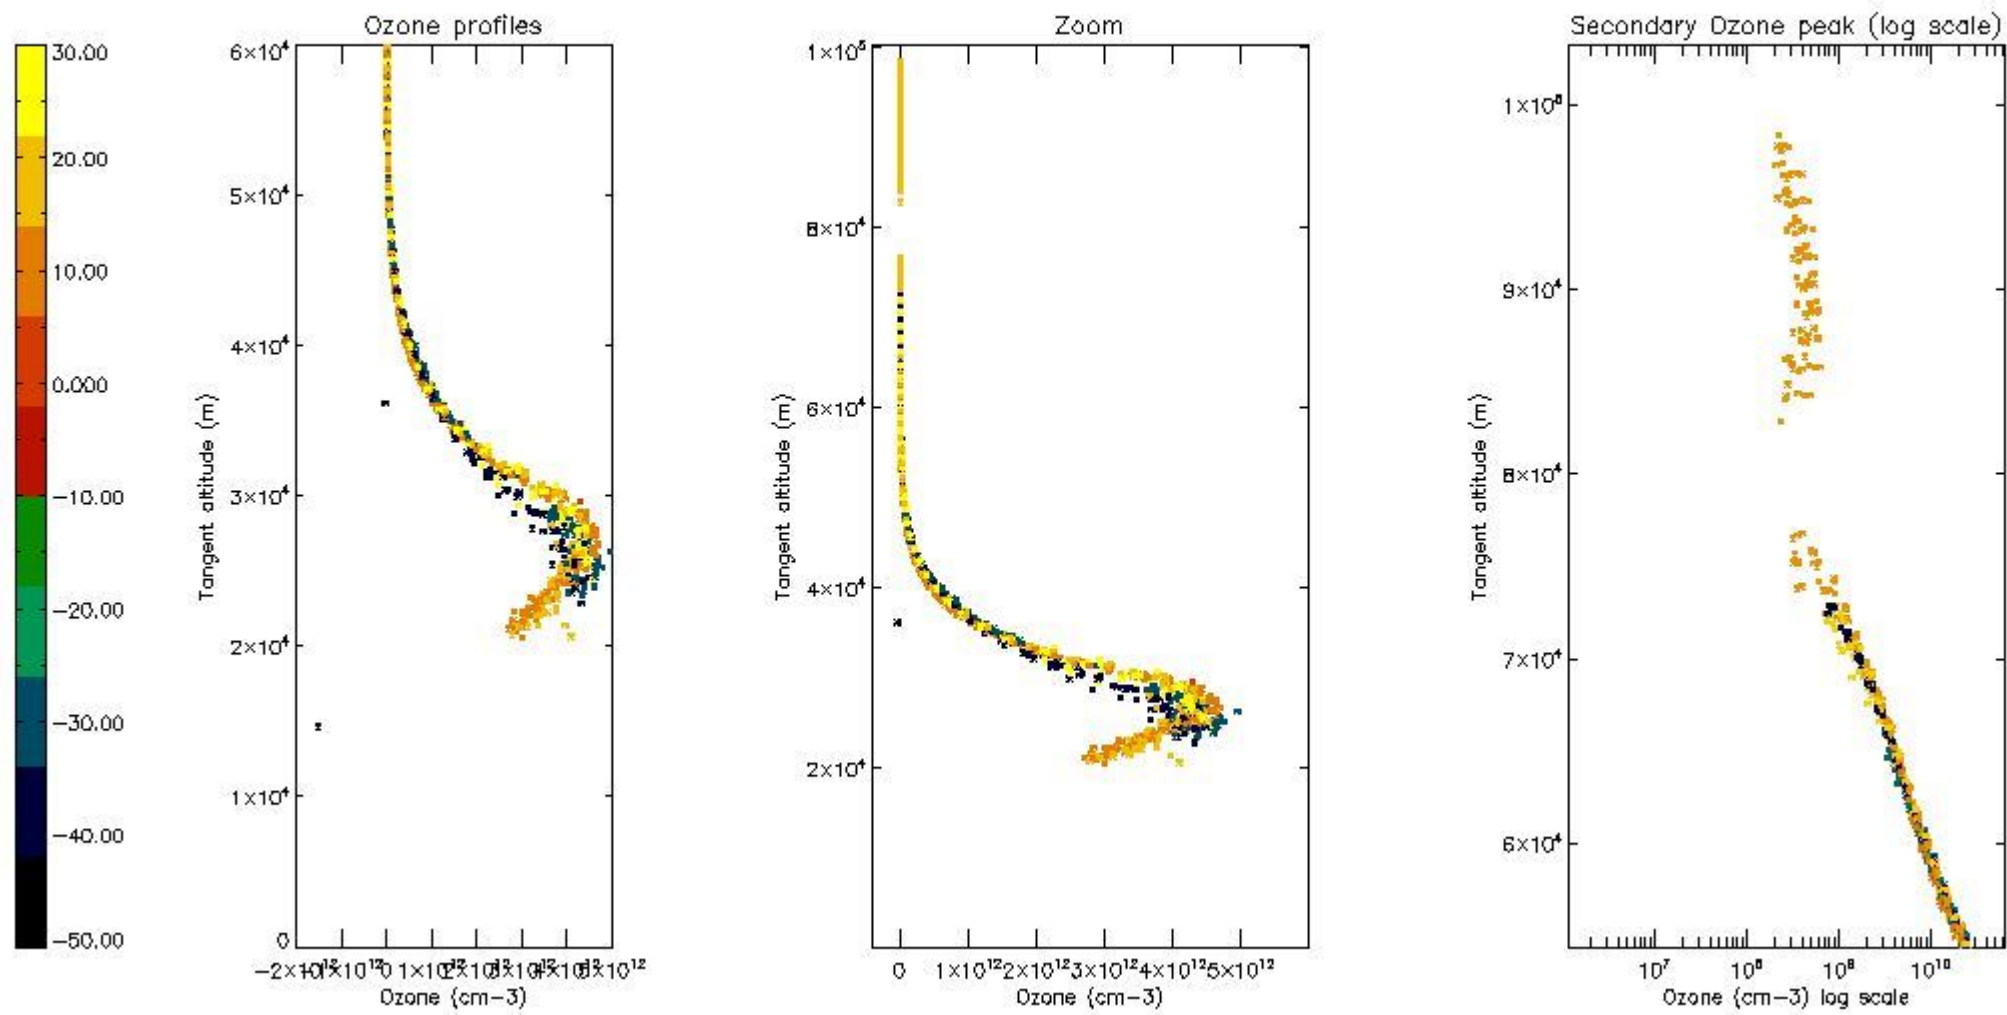 Ozone profiles
Zoom
Secondary Ozone peak (log scale)
30.00
20.00
10.00
0.000
−10.00
−20.00
−30.00
−40.00
−50.00
6×10⁴
5×10⁴
4×10⁴
3×10⁴
2×10⁴
1×10⁴
0
Tangent altitude (m)
Ozone (cm−3)
1×10⁵
8×10⁴
6×10⁴
4×10⁴
2×10⁴
Tangent altitude (m)
0 1×10¹² 2×10¹² 3×10¹² 4×10¹² 5×10¹²
Ozone (cm−3)
9×10⁴
8×10⁴
7×10⁴
6×10⁴
Tangent altitude (m)
10⁷ 10⁹ 10¹⁰
Ozone (cm−3) log scale